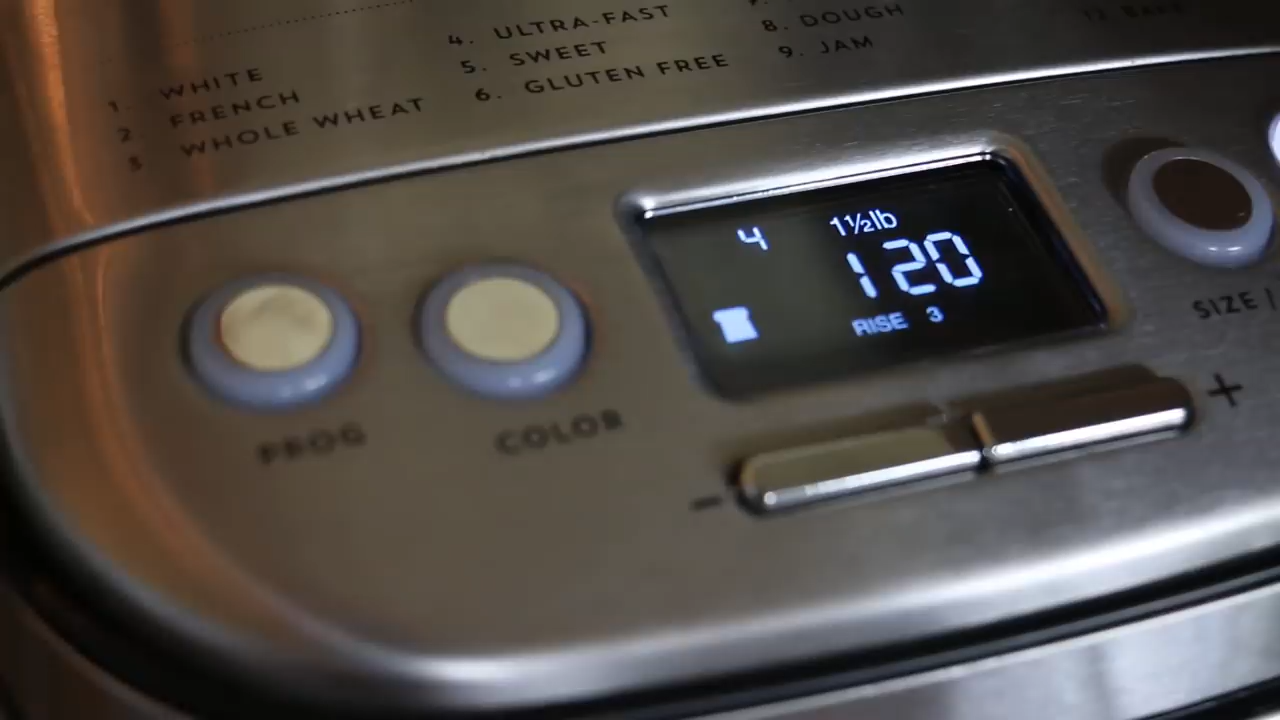 1. WHITE
2 FRENCH
3 WHOLE WHEAT
4. ULTRA-FAST
5. SWEET
6. GLUTEN FREE
8. DOUGH
9. JAM
4
1½lb
120
RISE 3
PROG
COLOR
SIZE |
- +